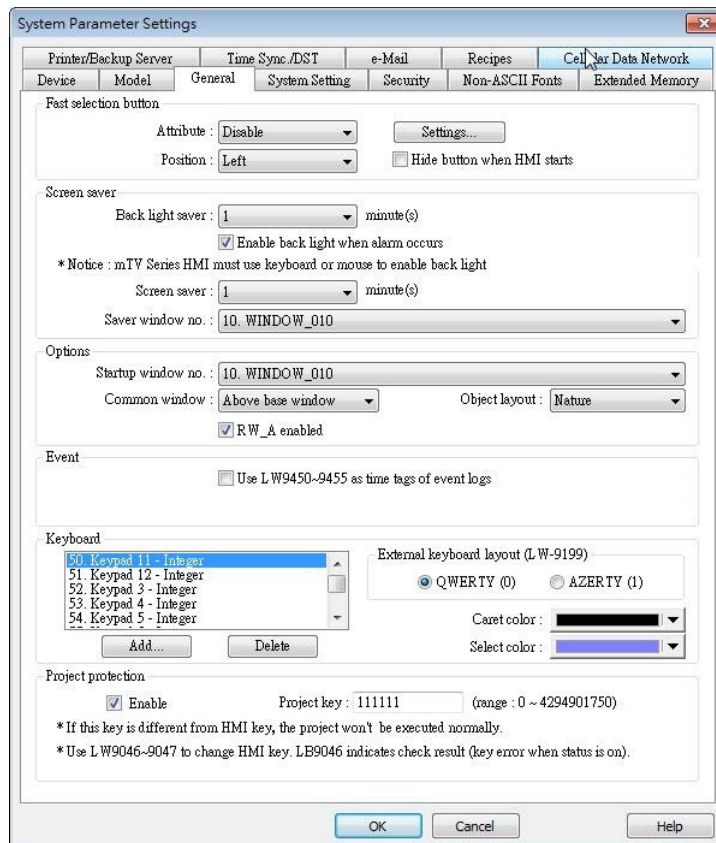 System Parameter Settings
Printer/Backup Server Time Sync./DST e-Mail Recipes Cellular Data Network
Device Model General System Setting Security Non-ASCII Fonts Extended Memory
Fast selection button
Attribute : Disable Settings...
Position : Left Hide button when HMI starts
Screen saver
Back light saver : 1 minute(s)
Enable back light when alarm occurs
* Notice : mTV Series HMI must use keyboard or mouse to enable back light
Screen saver : 1 minute(s)
Saver window no. : 10. WINDOW_010
Options
Startup window no. : 10. WINDOW_010
Common window : Above base window Object layout : Nature
RW_A enabled
Event
Use LW9450~9455 as time tags of event logs
Keyboard
50. Keypad 11 - Integer
51. Keypad 12 - Integer
52. Keypad 3 - Integer
53. Keypad 4 - Integer
54. Keypad 5 - Integer
External keyboard layout (LW-9199)
QWERTY (0) AZERTY (1)
Caret color :
Add... Delete Select color :
Project protection
Enable Project key : 111111 (range : 0 ~ 4294901750)
* If this key is different from HMI key, the project won't be executed normally.
* Use LW9046~9047 to change HMI key. LB9046 indicates check result (key error when status is on).
OK Cancel Help